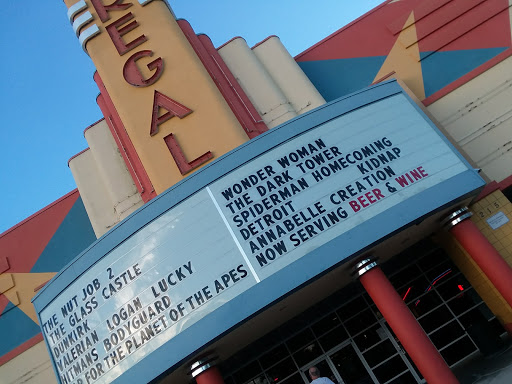 REGAL
THE NUT JOB 2
THE GLASS CASTLE
DUNKIRK
LOGAN LUCKY
HITMANS BODYGUARD
FOR THE PLANET OF THE APES
WONDER WOMAN
THE DARK TOWER
SPIDERMAN HOMECOMING
DETROIT KIDNAP
ANNABELLE CREATION
NOW SERVING BEER & WINE